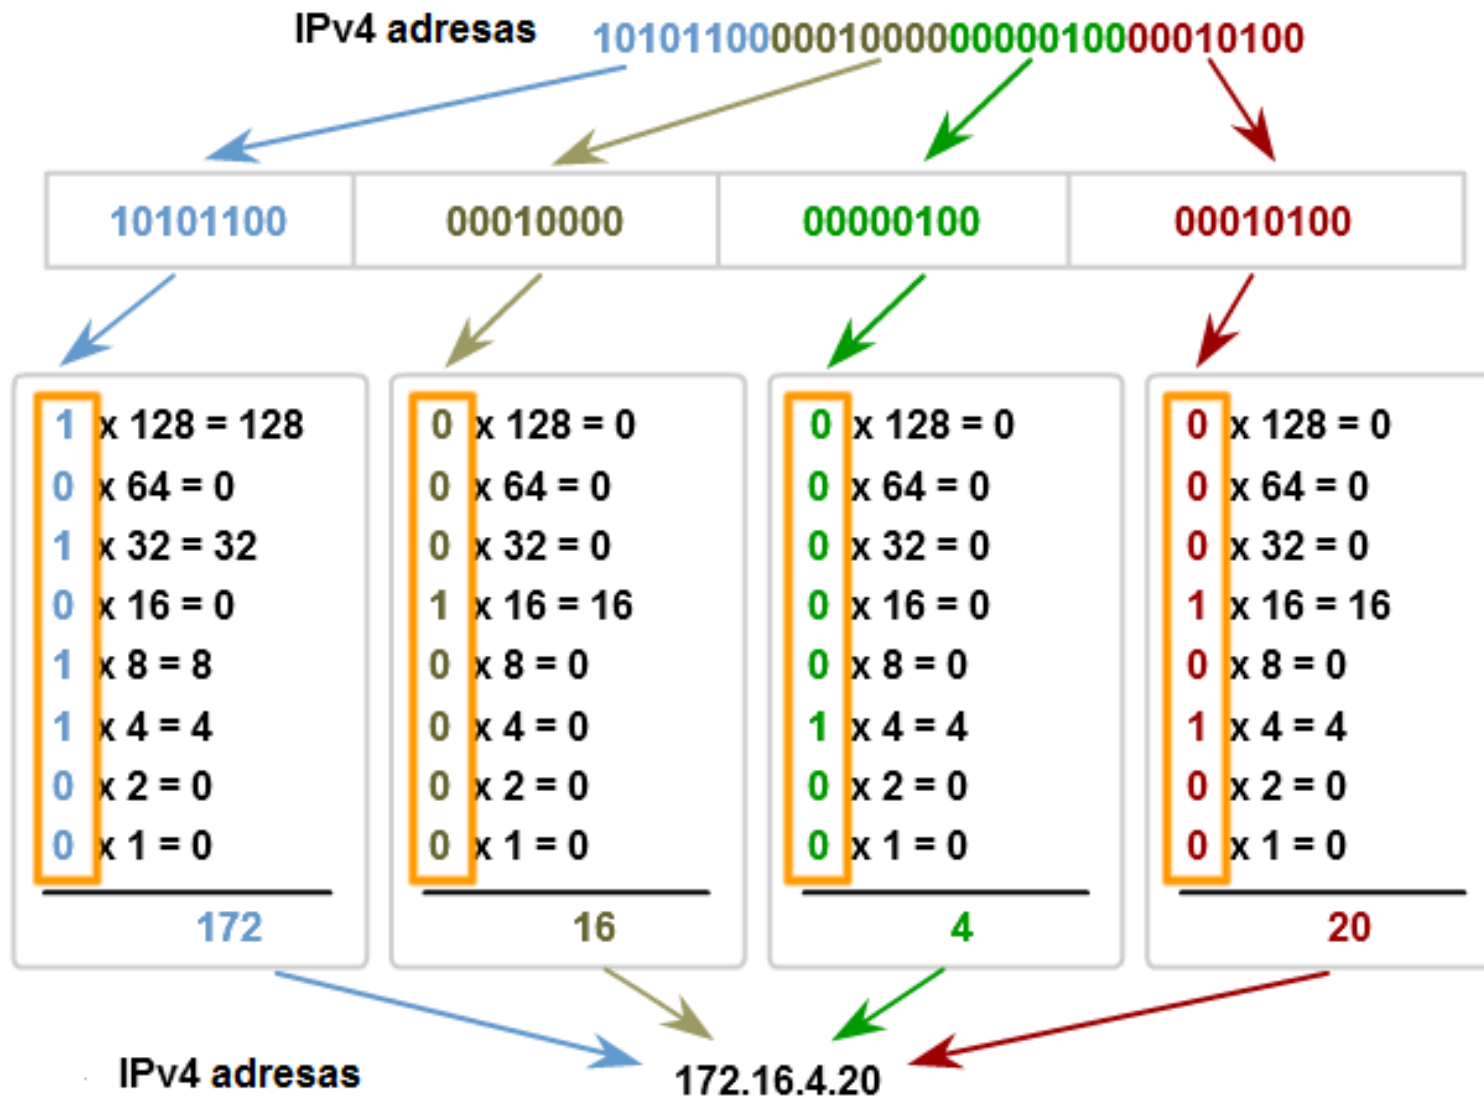 IPv4 adresas 10101100000100000000010000010100
10101100 00010000 00000100 00010100
1 x 128 = 128 0 x 128 = 0 0 x 128 = 0 0 x 128 = 0
0 x 64 = 0 0 x 64 = 0 0 x 64 = 0 0 x 64 = 0
1 x 32 = 32 0 x 32 = 0 0 x 32 = 0 0 x 32 = 0
0 x 16 = 0 1 x 16 = 16 0 x 16 = 0 1 x 16 = 16
1 x 8 = 8 0 x 8 = 0 0 x 8 = 0 0 x 8 = 0
1 x 4 = 4 0 x 4 = 0 1 x 4 = 4 1 x 4 = 4
0 x 2 = 0 0 x 2 = 0 0 x 2 = 0 0 x 2 = 0
0 x 1 = 0 0 x 1 = 0 0 x 1 = 0 0 x 1 = 0
172 16 4 20
IPv4 adresas 172.16.4.20